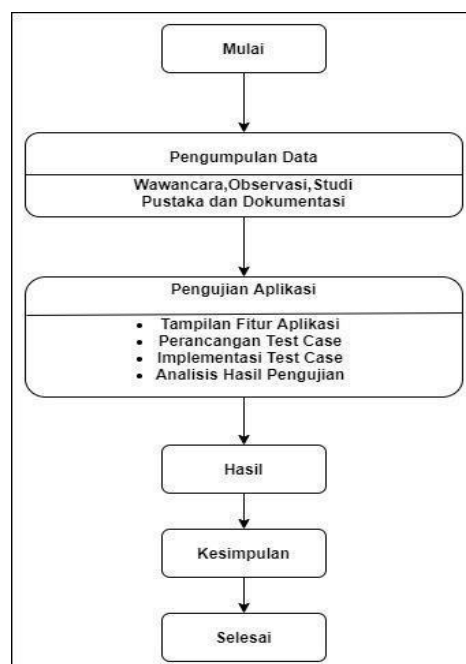 Mulai
Pengumpulan Data
Wawancara,Observasi,Studi
Pustaka dan Dokumentasi
Pengujian Aplikasi
• Tampilan Fitur Aplikasi
• Perancangan Test Case
• Implementasi Test Case
• Analisis Hasil Pengujian
Hasil
Kesimpulan
Selesai